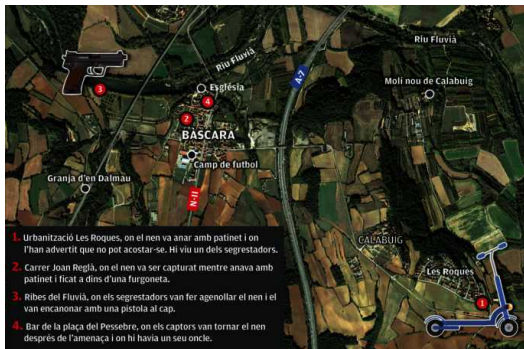 Riu Fluvià
Riu Fluvià
A-7
Molí nou de Calabuig
3
Església
4
2
BÀSCARA
Camp de futbol
Granja d'en Dalmau
N-II
CALABUIG
Les Roques
1
1. Urbanització Les Roques, on el nen va anar amb patinet i on
l'han advertit que no pot acostar-se. Hi viu un dels segrestadors.
2. Carrer Joan Reglà, on el nen va ser capturat mentre anava amb
patinet i ficat a dins d'una furgoneta.
3. Ribes del Fluvià, on els segrestadors van fer agenollar el nen i el
van encanonar amb una pistola al cap.
4. Bar de la plaça del Pessebre, on els captors van tornar el nen
després de l'amenaça i on hi havia un seu oncle.